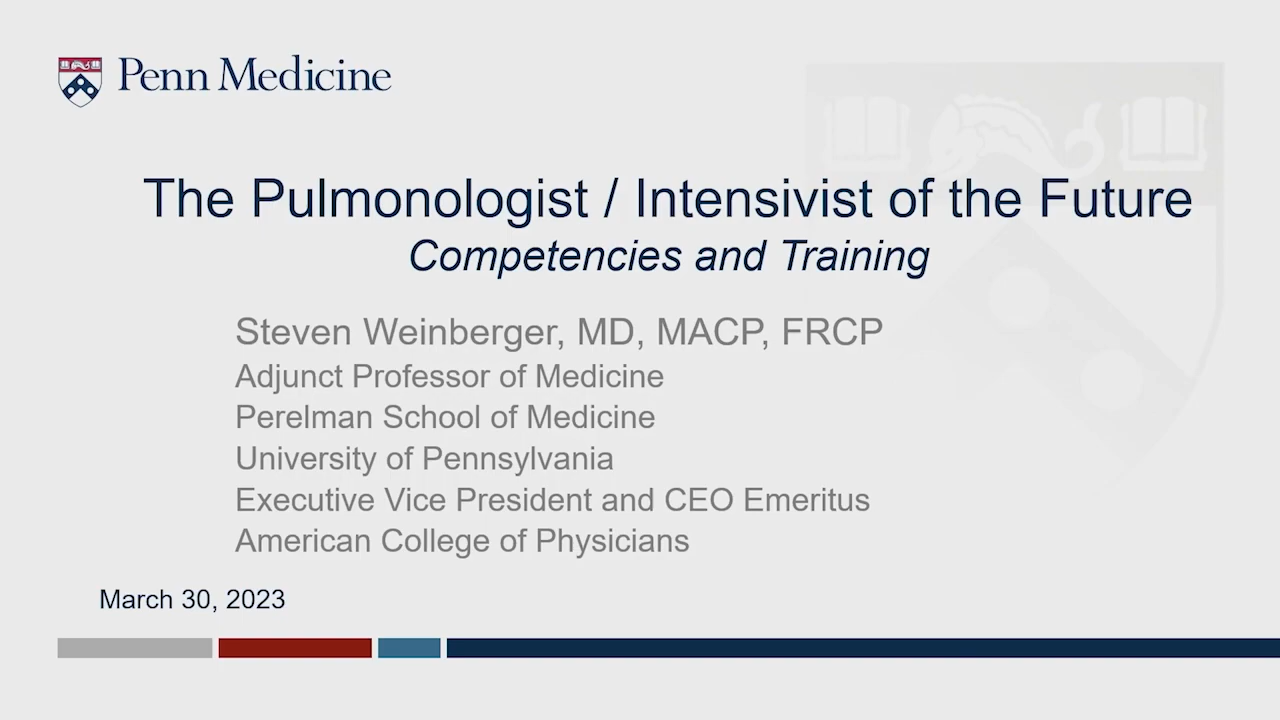 Penn Medicine
The Pulmonologist / Intensivist of the Future
Competencies and Training
Steven Weinberger, MD, MACP, FRCP
Adjunct Professor of Medicine
Perelman School of Medicine
University of Pennsylvania
Executive Vice President and CEO Emeritus
American College of Physicians
March 30, 2023